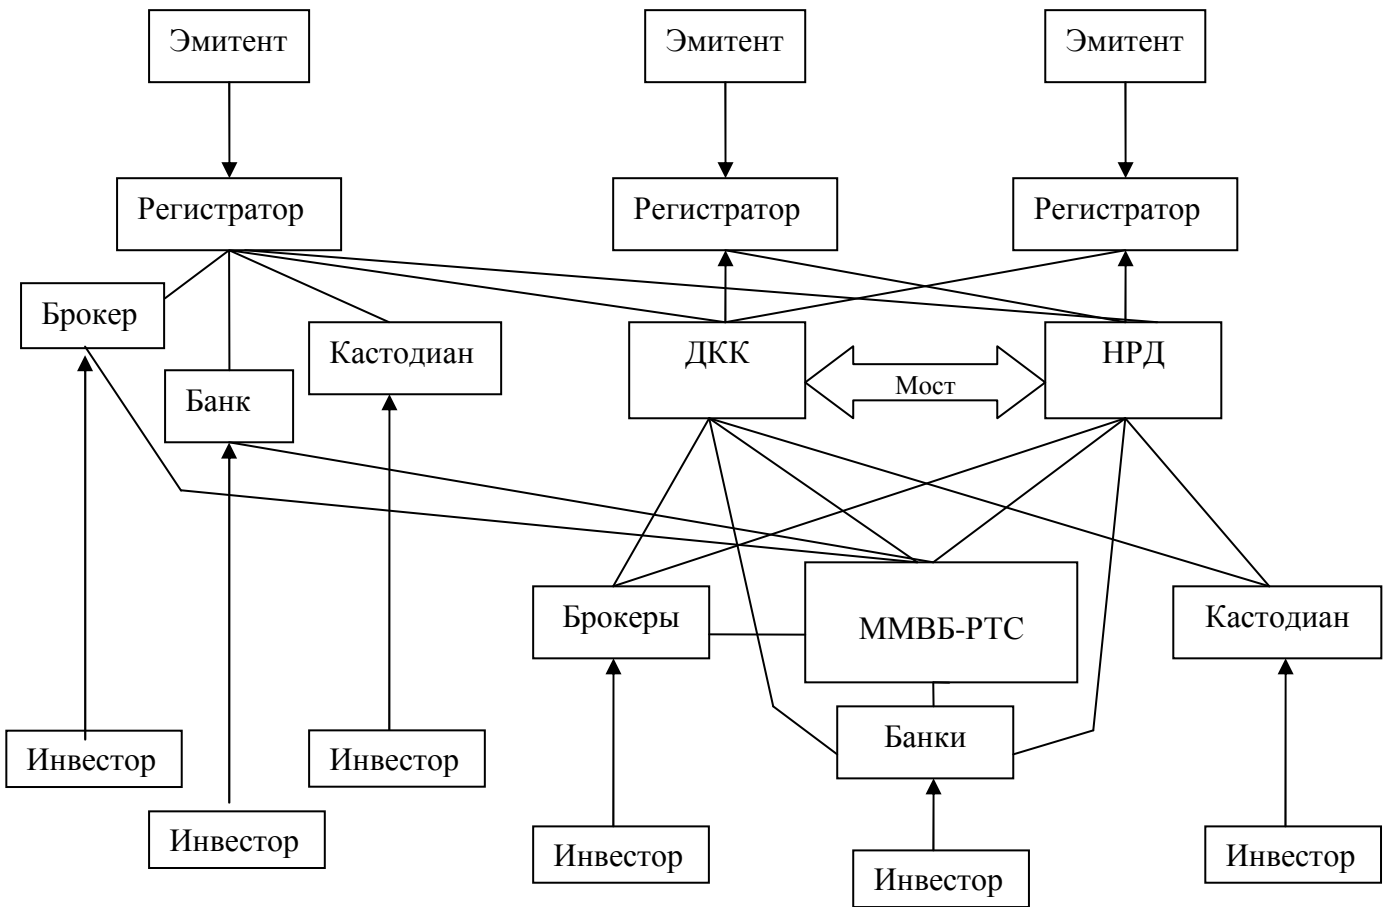 Эмитент
Эмитент
Эмитент
Регистратор
Регистратор
Регистратор
Брокер
Кастодиан
Банк
ДКК
Мост
НРД
Брокеры
ММВБ-РТС
Кастодиан
Банки
Инвестор
Инвестор
Инвестор
Инвестор
Инвестор
Инвестор